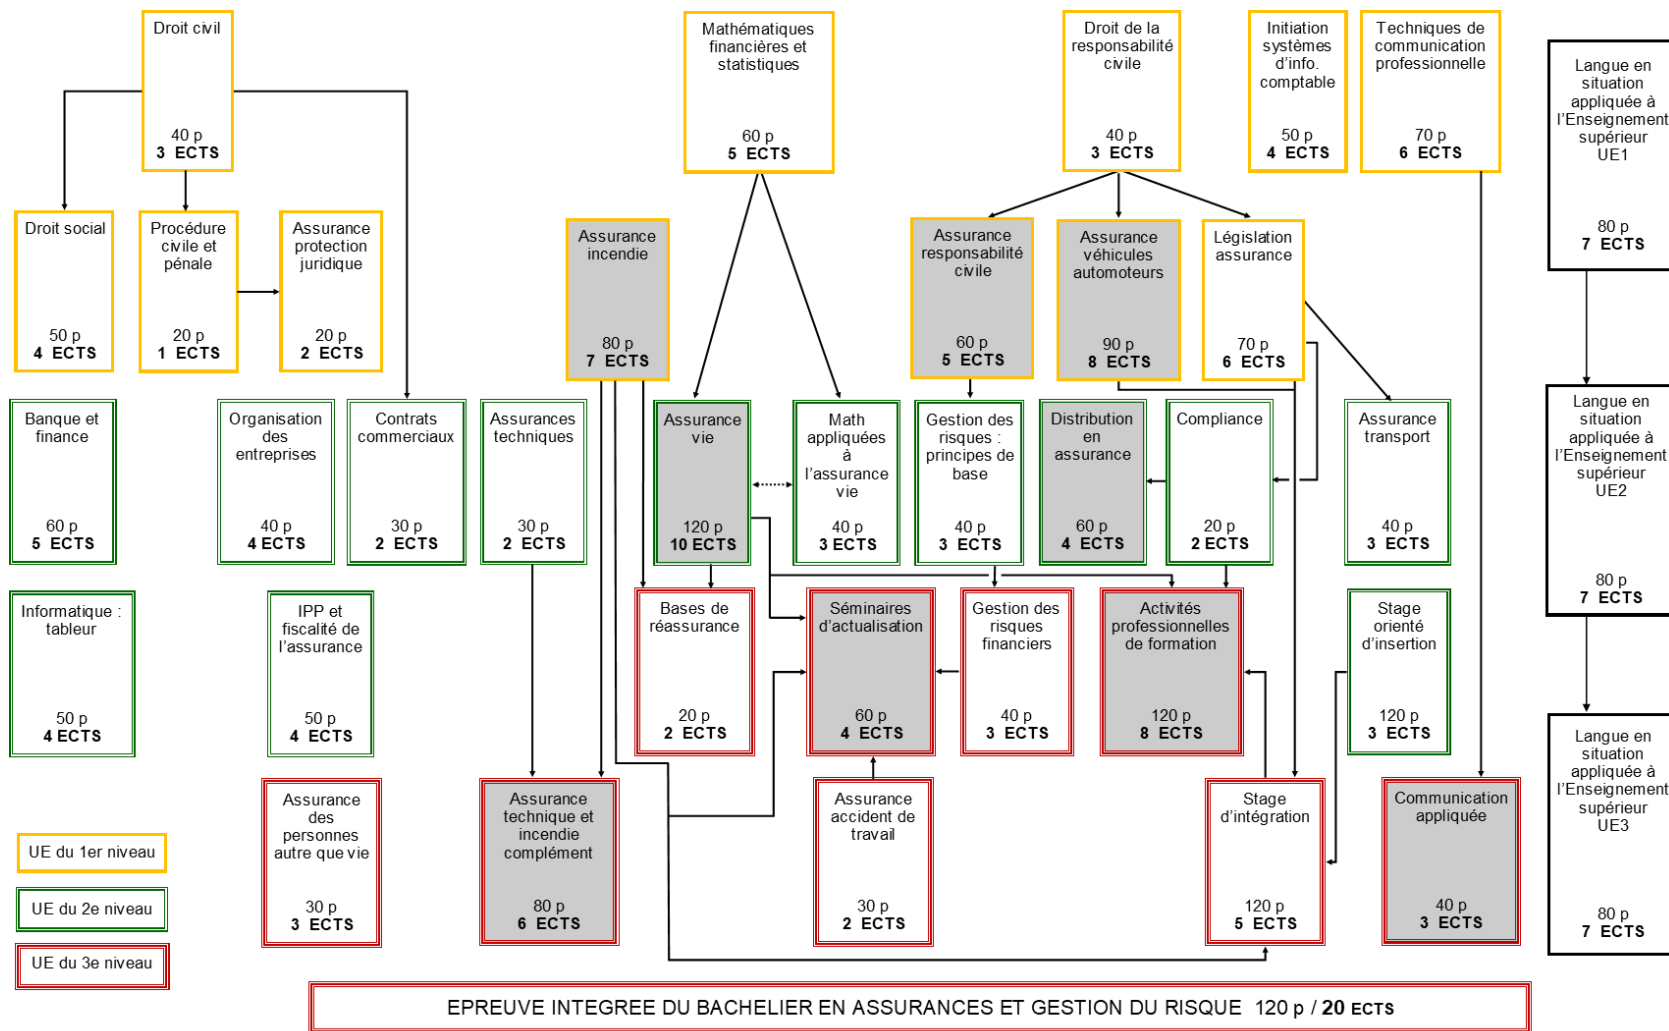 Droit civil
40 p
3 ECTS
Mathématiques
financières et
statistiques
60 p
5 ECTS
Droit de la
responsabilité
civile
40 p
3 ECTS
Initiation
systèmes
d'info.
comptable
50 p
4 ECTS
Techniques de
communication
professionnelle
70 p
6 ECTS
Langue en
situation
appliquée à
l'Enseignement
supérieur
UE1
80 p
7 ECTS
Droit social
50 p
4 ECTS
Procédure
civile et
pénale
20 p
1 ECTS
Assurance
protection
juridique
20 p
2 ECTS
Assurance
incendie
80 p
7 ECTS
Assurance
responsabilité
civile
60 p
5 ECTS
Assurance
véhicules
automoteurs
90 p
8 ECTS
Législation
assurance
70 p
6 ECTS
Banque et
finance
60 p
5 ECTS
Organisation
des
entreprises
40 p
4 ECTS
Contrats
commerciaux
30 p
2 ECTS
Assurances
techniques
30 p
2 ECTS
Assurance
vie
120 p
10 ECTS
Math
appliquées
à
l'assurance
vie
40 p
3 ECTS
Gestion des
risques :
principes de
base
40 p
3 ECTS
Distribution
en
assurance
60 p
4 ECTS
Compliance
20 p
2 ECTS
Assurance
transport
40 p
3 ECTS
Langue en
situation
appliquée à
l'Enseignement
supérieur
UE2
80 p
7 ECTS
Informatique :
tableur
50 p
4 ECTS
IPP et
fiscalité de
l'assurance
50 p
4 ECTS
Bases de
réassurance
20 p
2 ECTS
Séminaires
d'actualisation
60 p
4 ECTS
Gestion des
risques
financiers
40 p
3 ECTS
Activités
professionnelles
de formation
120 p
8 ECTS
Stage
orienté
d'insertion
120 p
3 ECTS
Assurance
des
personnes
autre que vie
30 p
3 ECTS
Assurance
technique et
incendie
complément
80 p
6 ECTS
Assurance
accident de
travail
30 p
2 ECTS
Stage
d'intégration
120 p
5 ECTS
Communication
appliquée
40 p
3 ECTS
Langue en
situation
appliquée à
l'Enseignement
supérieur
UE3
80 p
7 ECTS
UE du 1er niveau
UE du 2e niveau
UE du 3e niveau
EPREUVE INTEGREE DU BACHELIER EN ASSURANCES ET GESTION DU RISQUE 120 p / 20 ECTS